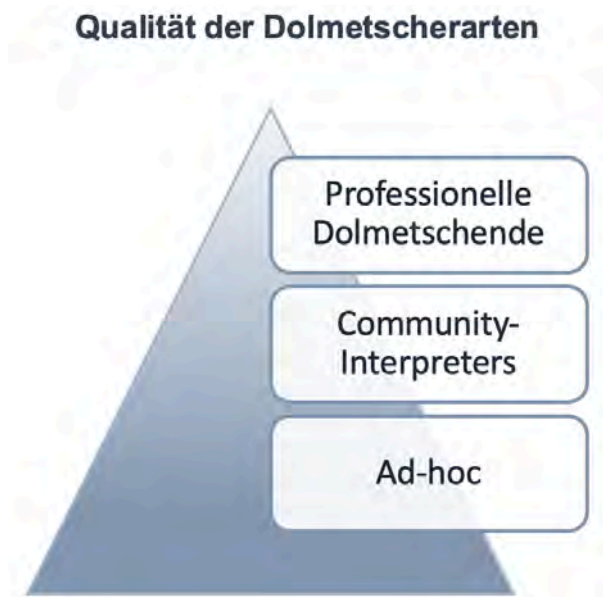 Qualität der Dolmetscherarten
Professionelle
Dolmetschende
Community-
Interpreters
Ad-hoc